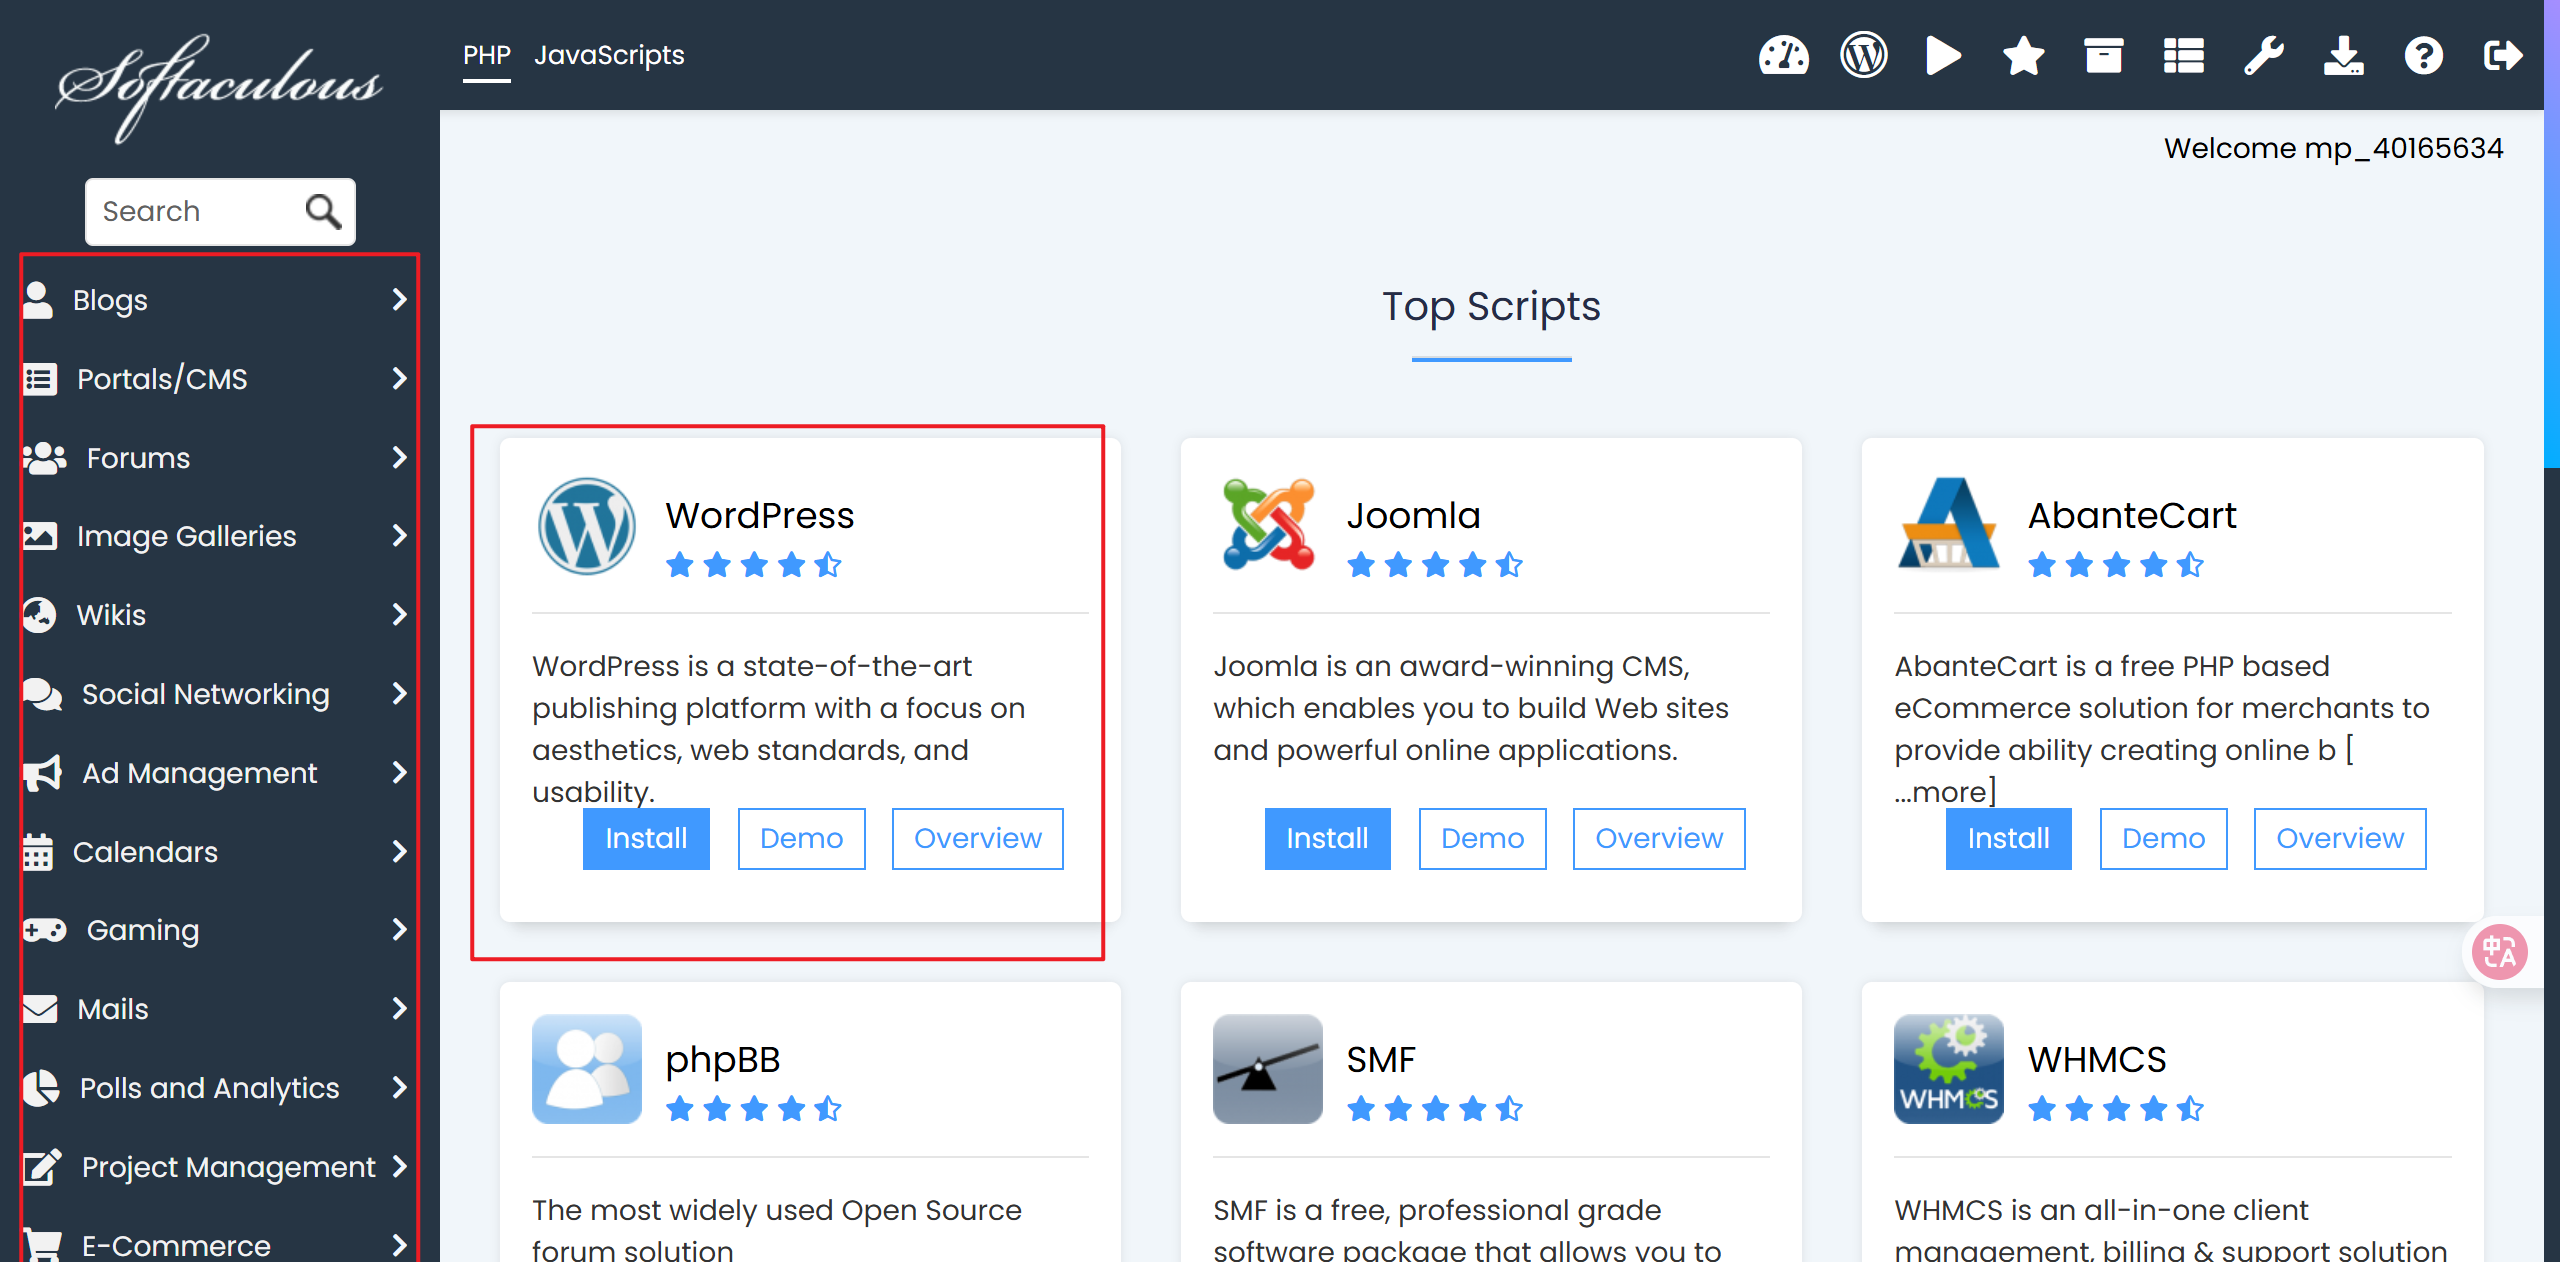 Softaculous
PHP JavaScripts
Welcome mp_40165634
Search
Blogs
Portals/CMS
Forums
Image Galleries
Wikis
Social Networking
Ad Management
Calendars
Gaming
Mails
Polls and Analytics
Project Management
E-Commerce
Top Scripts
WordPress
WordPress is a state-of-the-art
publishing platform with a focus on
aesthetics, web standards, and
usability.
Install Demo Overview
Joomla
Joomla is an award-winning CMS,
which enables you to build Web sites
and powerful online applications.
Install Demo Overview
AbanteCart
AbanteCart is a free PHP based
eCommerce solution for merchants to
provide ability creating online b [
...more]
Install Demo Overview
中A
phpBB
The most widely used Open Source
forum solution
SMF
SMF is a free, professional grade
software package that allows you to
WHMCS
WHMCS
WHMCS is an all-in-one client
management, billing & support solution